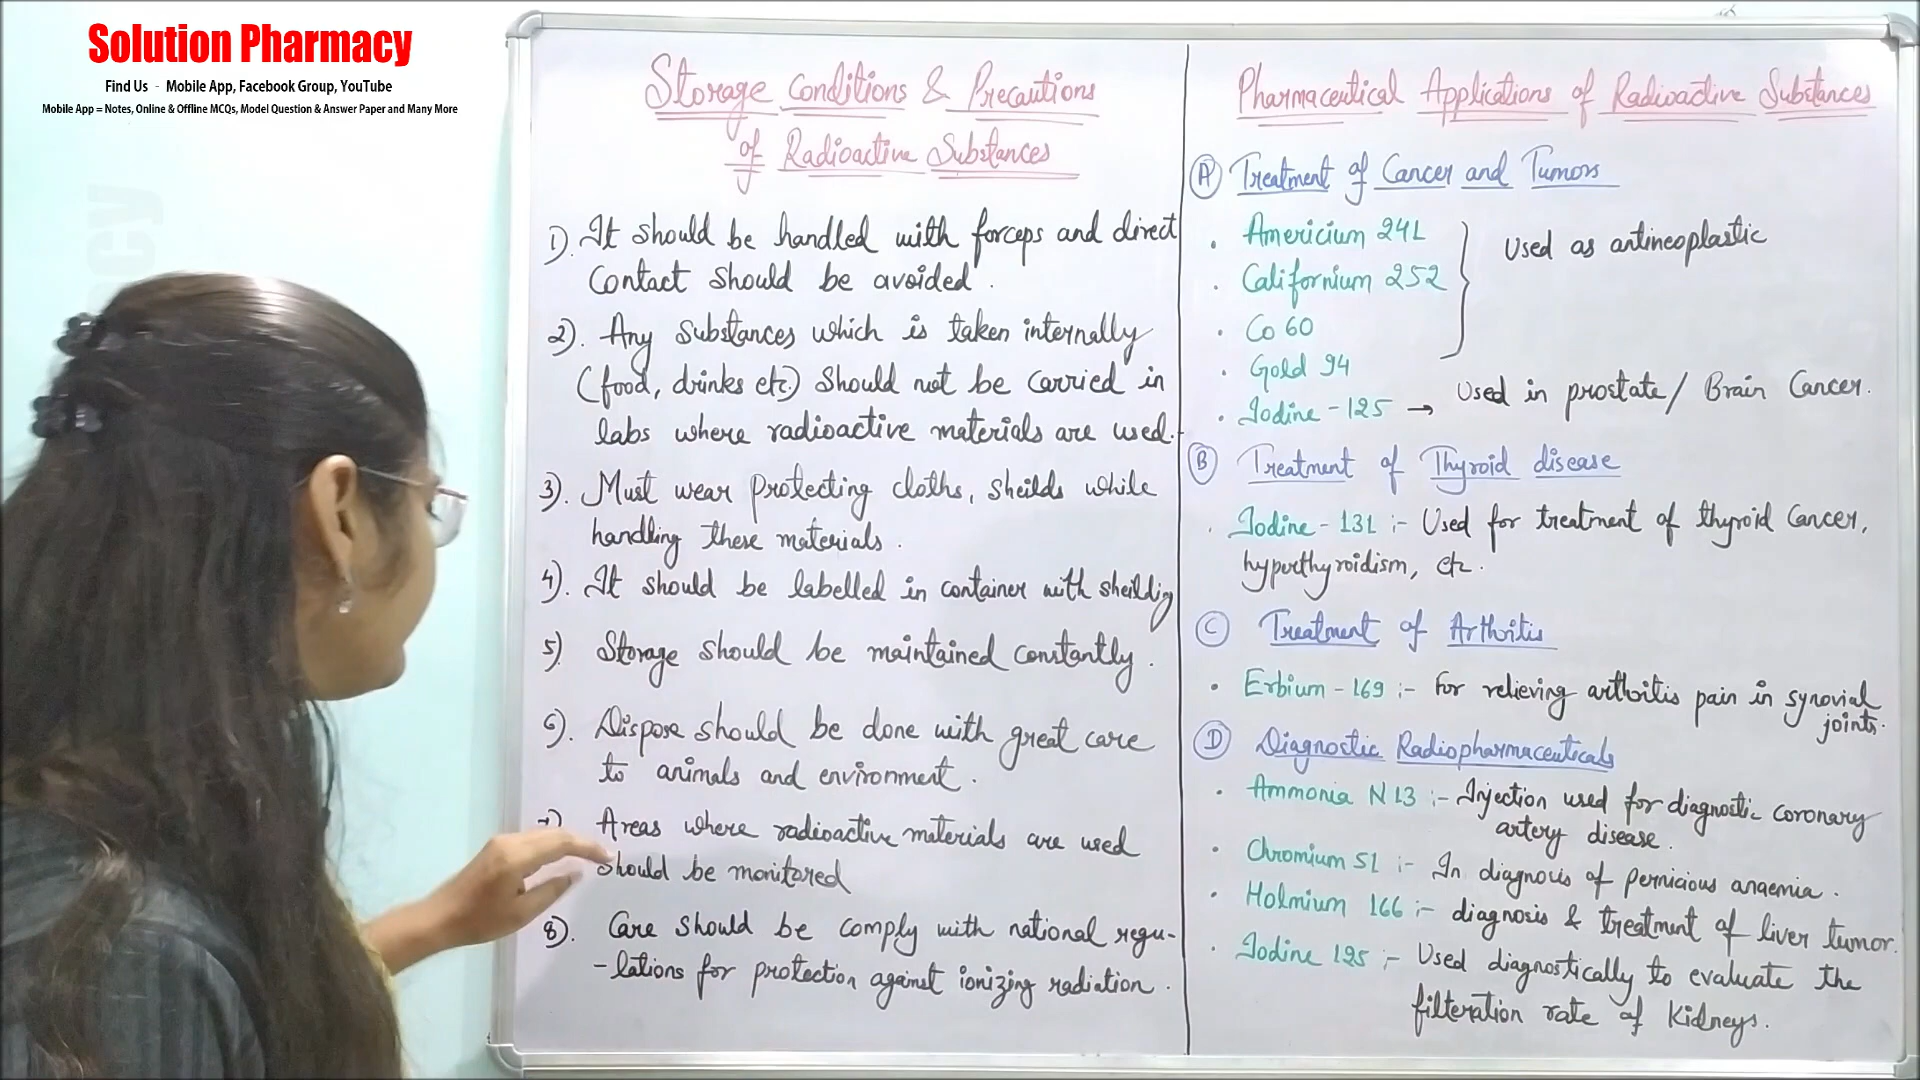 Solution Pharmacy
Find Us - Mobile App, Facebook Group, YouTube
Mobile App = Notes, Online & Offline MCQs, Model Question & Answer Paper and Many More
cy
Storage Conditions & Precautions
of Radioactive Substances
1). It should be handled with forceps and direct
contact should be avoided.
2). Any substances which is taken internally
(food, drinks etc.) should not be carried in
labs where radioactive materials are used.
3). Must wear protecting cloths, sheilds while
handling these materials.
4). It should be labelled in container with sheilding
5). Storage should be maintained constantly.
6). Dispose should be done with great care
to animals and environment.
7) Areas where radioactive materials are used
should be monitored
8). Care should be comply with national regu-
-lations for protection against ionizing radiation.
Pharmaceutical Applications of Radioactive Substances
A Treatment of Cancer and Tumors
. Americium 241
. Californium 252
. Co 60
. Gold 94
Used as antineoplastic
. Iodine - 125 → Used in prostate/ Brain Cancer.
B Treatment of Thyroid disease
. Iodine - 131 :- Used for treatment of thyroid Cancer,
hyperthyroidism, etc.
C Treatment of Arthritis
. Erbium - 169 :- For relieving arthritis pain in synovial
joints.
D Diagnostic Radiopharmaceuticals
. Ammonia N 13 :- Injection used for diagnostic coronary
artery disease.
. Chromium 51 :- In diagnosis of pernicious anaemia.
. Holmium 166 :- diagnosis & treatment of liver tumor.
. Iodine 125 :- Used diagnostically to evaluate the
filteration rate of Kidneys.